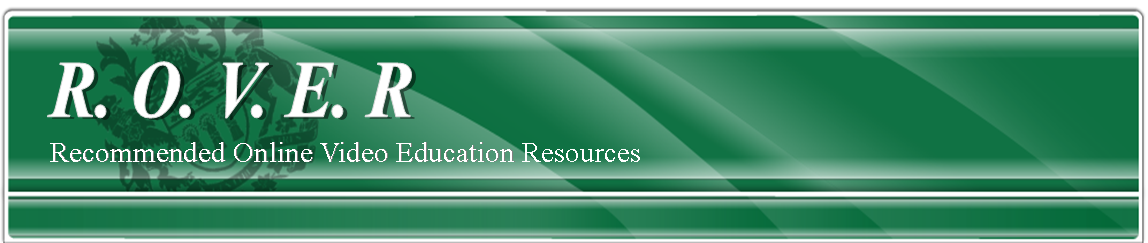 R. O. V. E. R
Recommended Online Video Education Resources